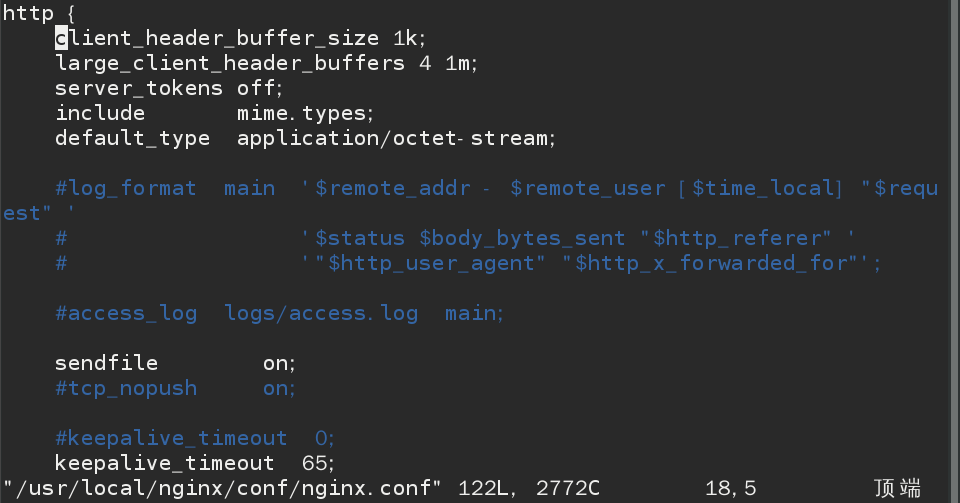 http {
    client_header_buffer_size 1k;
    large_client_header_buffers 4 1m;
    server_tokens off;
    include       mime.types;
    default_type  application/octet-stream;
    #log_format  main  '$remote_addr - $remote_user [$time_local] "$requ
est" '
    #                  '$status $body_bytes_sent "$http_referer" '
    #                  '"$http_user_agent" "$http_x_forwarded_for"';
    #access_log  logs/access.log  main;
    sendfile        on;
    #tcp_nopush     on;
    #keepalive_timeout  0;
    keepalive_timeout  65;
"/usr/local/nginx/conf/nginx.conf" 122L, 2772C          18,5         顶端